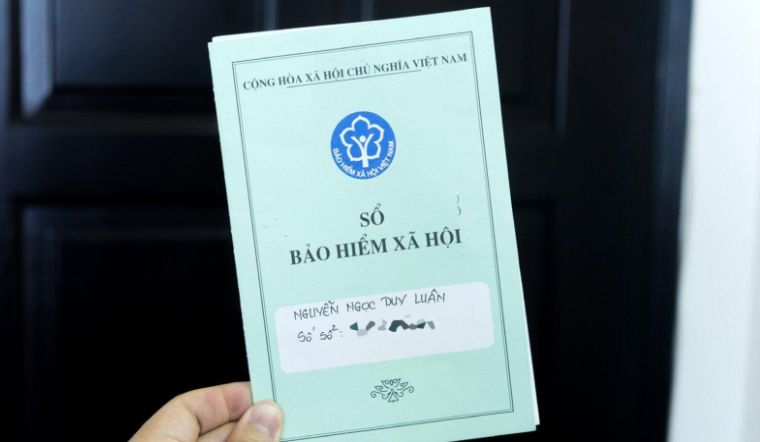 CỘNG HÒA XÃ HỘI CHỦ NGHĨA VIỆT NAM
BẢO HIỂM XÃ HỘI VIỆT NAM
SỔ
BẢO HIỂM XÃ HỘI
NGUYỄN NGỌC DUY LUÂN
Số sổ: